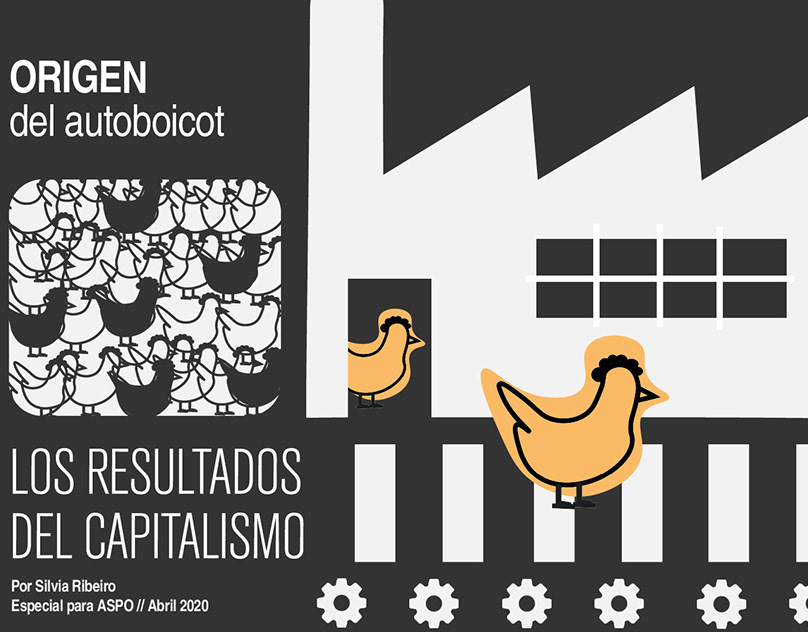 ORIGEN
del autoboicot
LOS RESULTADOS
DEL CAPITALISMO
Por Silvia Ribeiro
Especial para ASPO // Abril 2020